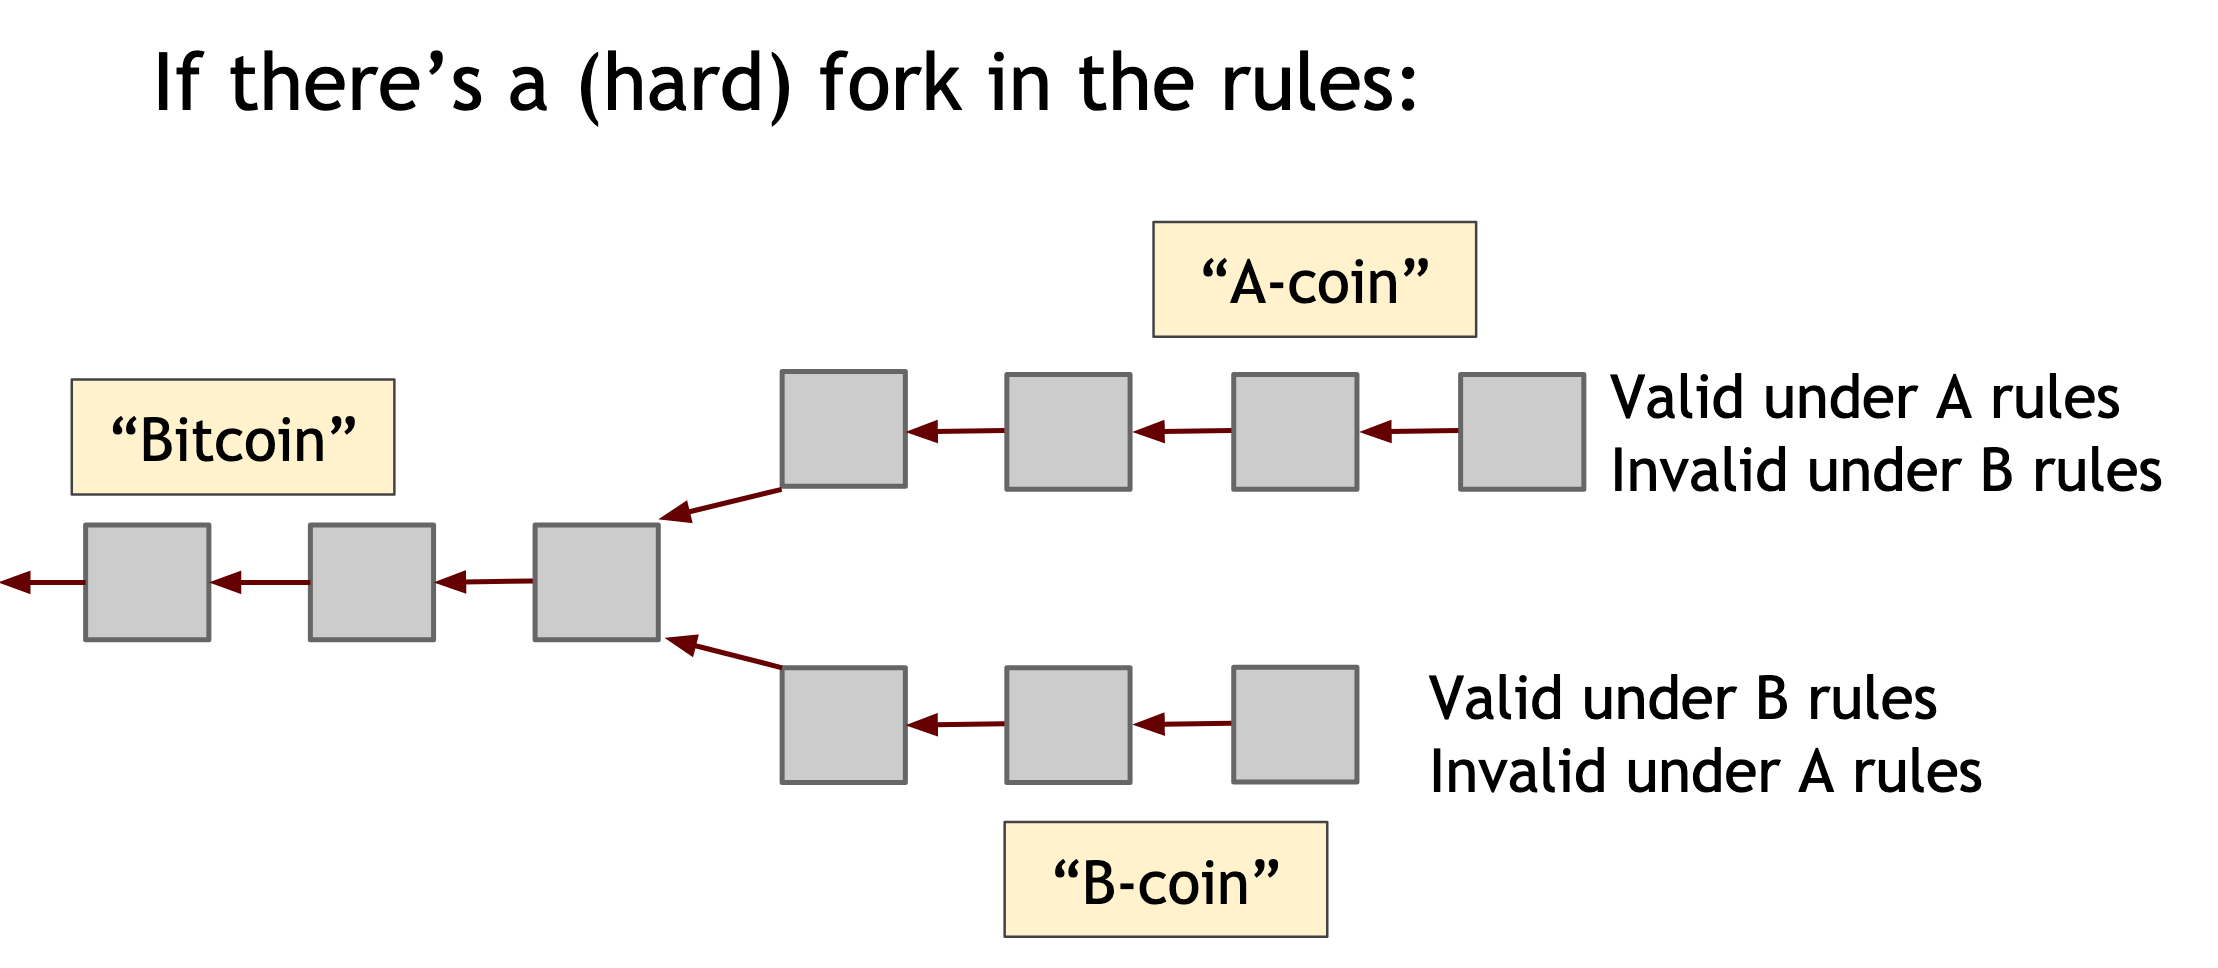 If there’s a (hard) fork in the rules:
“A-coin”
“Bitcoin”
Valid under A rules
Invalid under B rules
Valid under B rules
Invalid under A rules
“B-coin”